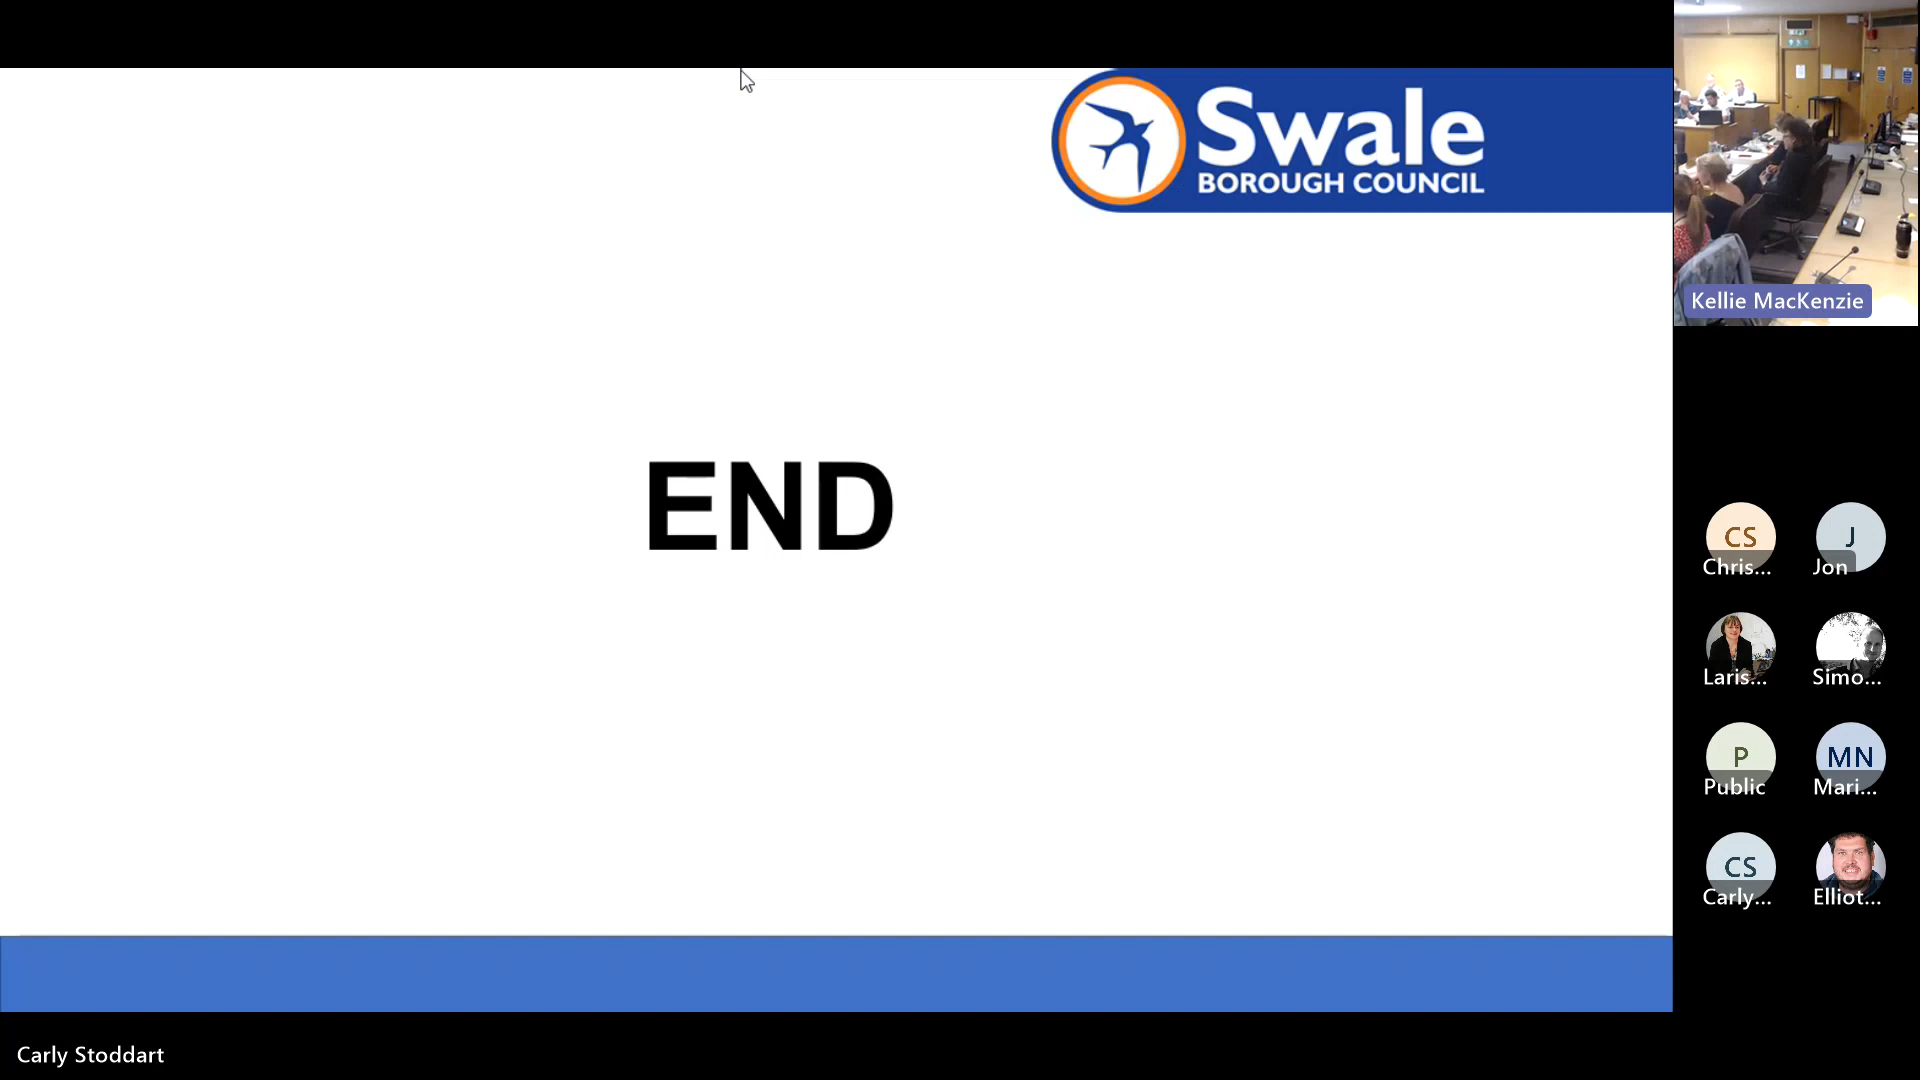 Swale
BOROUGH COUNCIL
END
Kellie MacKenzie
CS
Chris...
J
Jon
Laris...
Simo...
P
Public
MN
Mari...
CS
Carly...
Elliot...
Carly Stoddart